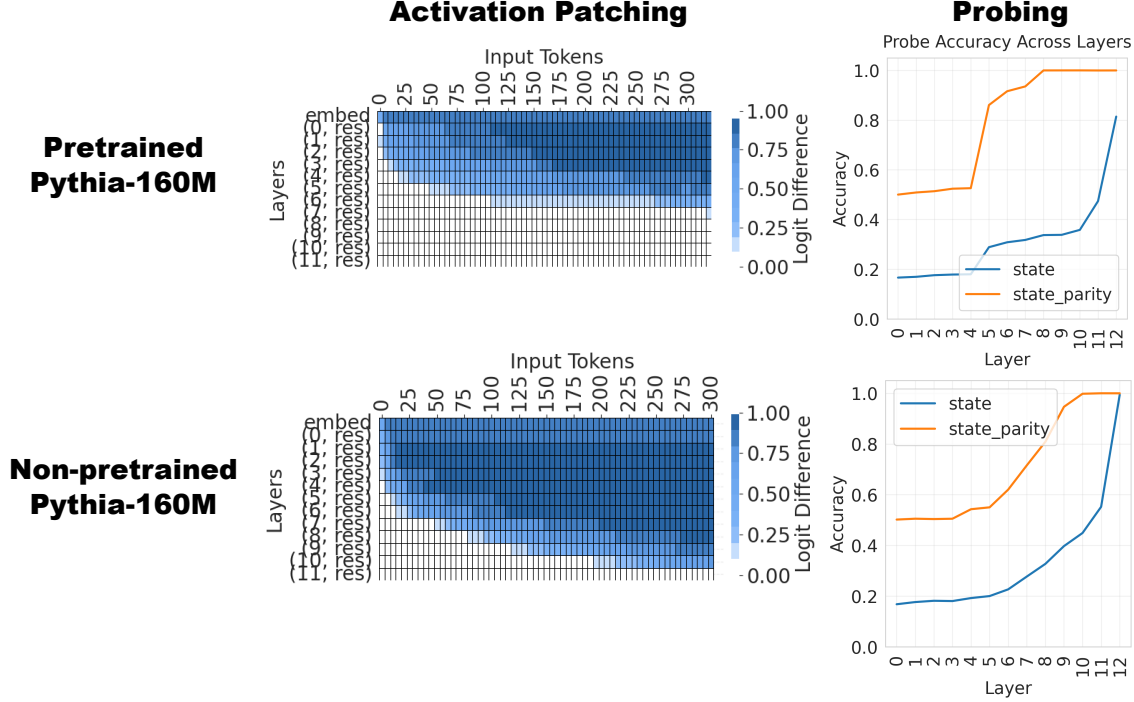 Activation Patching
Probing
Pretrained
Pythia-160M
Input Tokens
0 25 50 75 100 125 150 175 200 225 250 275 300
Layers
embed
(0, res)
(1, res)
(2, res)
(3, res)
(4, res)
(5, res)
(6, res)
(7, res)
(8, res)
(9, res)
(10, res)
(11, res)
1.00
0.75
0.50
0.25
0.00
Logit Difference
Probe Accuracy Across Layers
Accuracy
1.0
0.8
0.6
0.4
0.2
0.0
state
state_parity
0 1 2 3 4 5 6 7 8 9 10 11 12
Layer
Non-pretrained
Pythia-160M
Input Tokens
0 25 50 75 100 125 150 175 200 225 250 275 300
Layers
embed
(0, res)
(1, res)
(2, res)
(3, res)
(4, res)
(5, res)
(6, res)
(7, res)
(8, res)
(9, res)
(10, res)
(11, res)
1.00
0.75
0.50
0.25
0.00
Logit Difference
Accuracy
1.0
0.8
0.6
0.4
0.2
0.0
state
state_parity
0 1 2 3 4 5 6 7 8 9 10 11 12
Layer